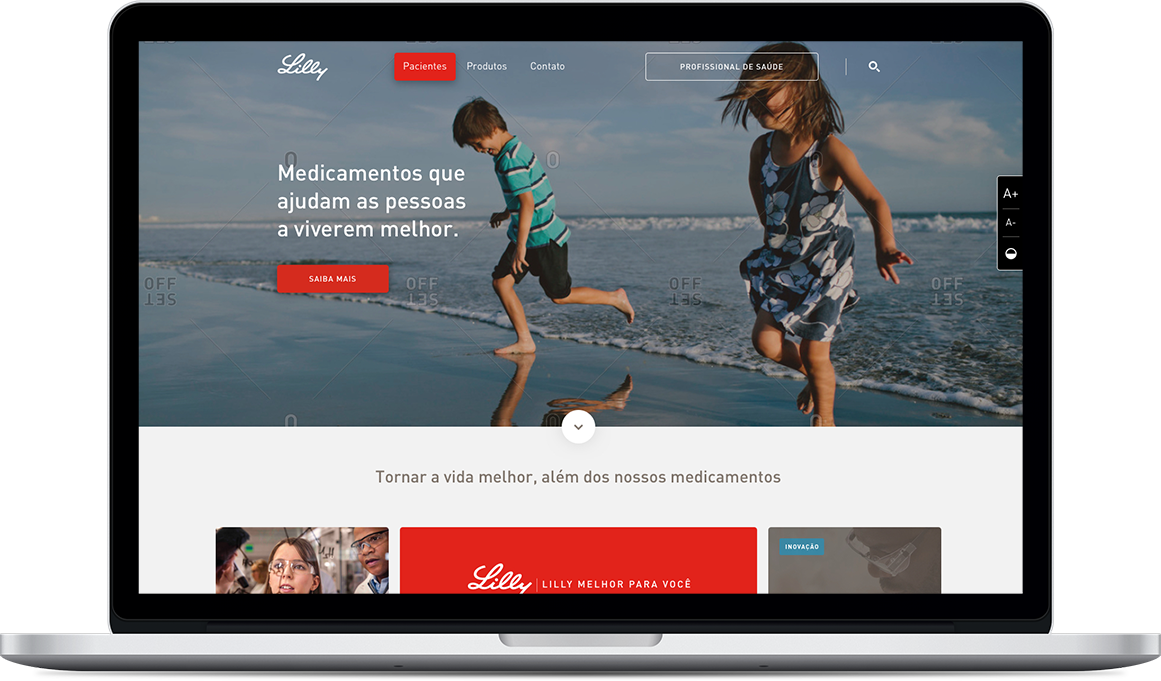 Lilly
Pacientes
Produtos
Contato
PROFISSIONAL DE SAÚDE
A+
A-
Medicamentos que
ajudam as pessoas
a viverem melhor.
SAIBA MAIS
OFF
SET
OFF
SET
OFF
SET
OFF
SET
Tornar a vida melhor, além dos nossos medicamentos
Lilly | LILLY MELHOR PARA VOCÊ
INOVAÇÃO